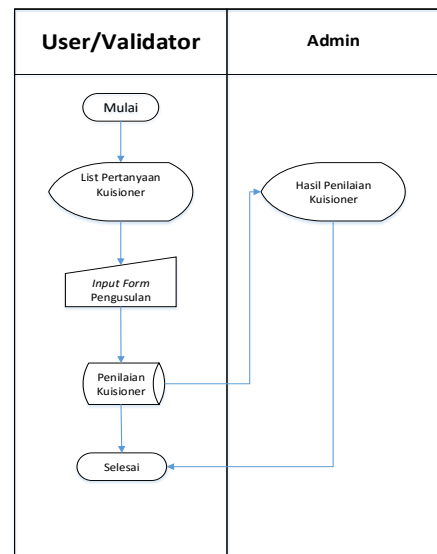 User/Validator
Admin
Mulai
List Pertanyaan
Kuisioner
Hasil Penilaian
Kuisioner
Input Form
Pengusulan
Penilaian
Kuisioner
Selesai